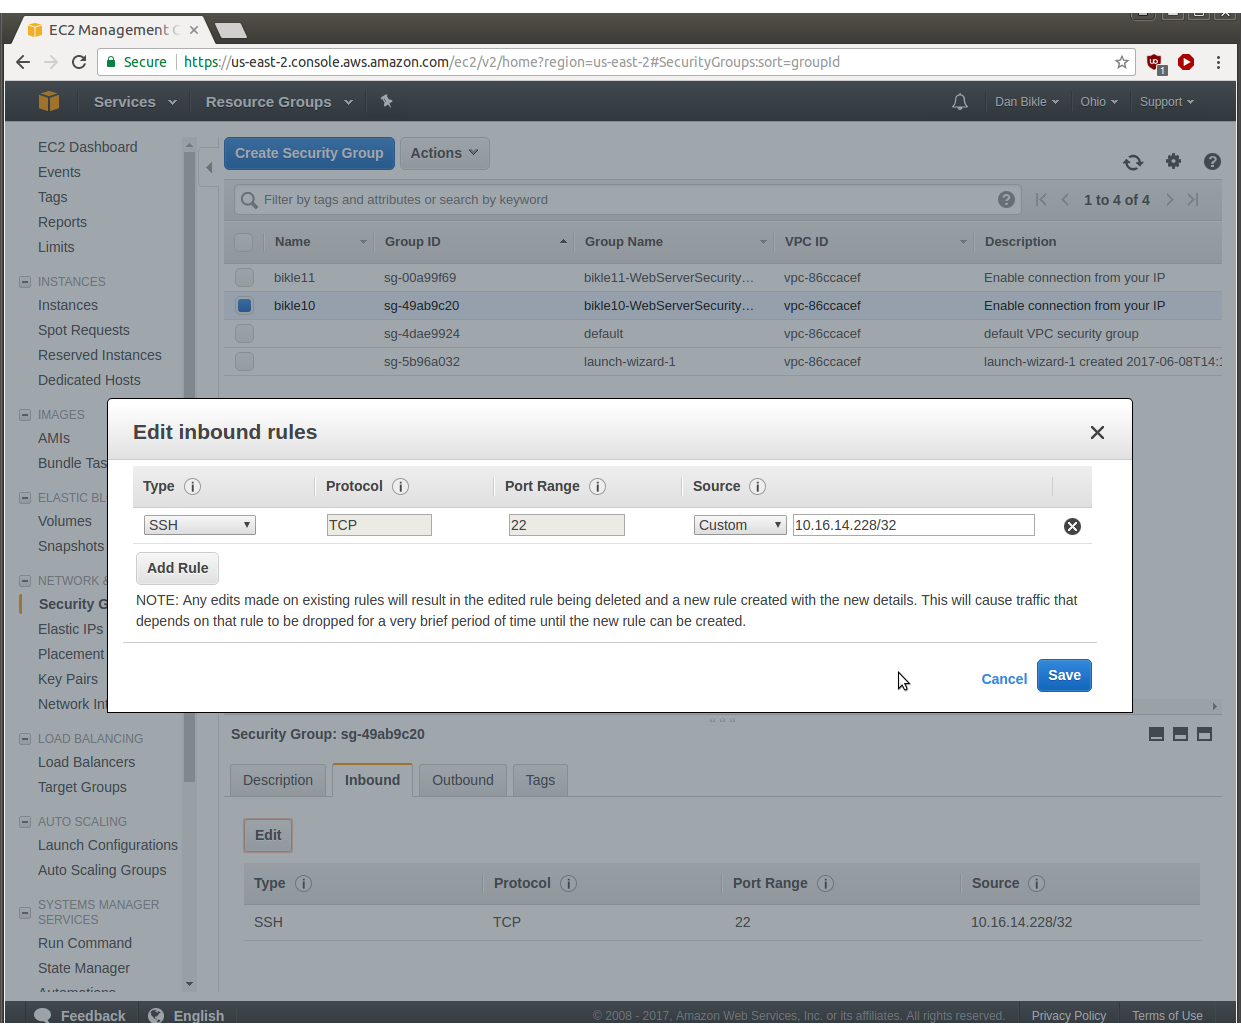 EC2 Management C
Secure https://us-east-2.console.aws.amazon.com/ec2/v2/home?region=us-east-2#SecurityGroups:sort=groupId
1
Services Resource Groups Dan Bikle Ohio Support
EC2 Dashboard
Events
Tags
Reports
Limits
INSTANCES
Instances
Spot Requests
Reserved Instances
Dedicated Hosts
IMAGES
AMIs
Bundle Tas
ELASTIC BL
Volumes
Snapshots
NETWORK &
Security G
Elastic IPs
Placement
Key Pairs
Network Int
LOAD BALANCING
Load Balancers
Target Groups
AUTO SCALING
Launch Configurations
Auto Scaling Groups
SYSTEMS MANAGER
SERVICES
Run Command
State Manager
Automations
Create Security Group Actions
Filter by tags and attributes or search by keyword 1 to 4 of 4
Name Group ID Group Name VPC ID Description
bikle11 sg-00a99f69 bikle11-WebServerSecurity... vpc-86ccacef Enable connection from your IP
bikle10 sg-49ab9c20 bikle10-WebServerSecurity... vpc-86ccacef Enable connection from your IP
sg-4dae9924 default vpc-86ccacef default VPC security group
sg-5b96a032 launch-wizard-1 vpc-86ccacef launch-wizard-1 created 2017-06-08T14:1
Edit inbound rules
Type Protocol Port Range Source
SSH TCP 22 Custom 10.16.14.228/32
Add Rule
NOTE: Any edits made on existing rules will result in the edited rule being deleted and a new rule created with the new details. This will cause traffic that
depends on that rule to be dropped for a very brief period of time until the new rule can be created.
Cancel Save
Security Group: sg-49ab9c20
Description Inbound Outbound Tags
Edit
Type Protocol Port Range Source
SSH TCP 22 10.16.14.228/32
Feedback English © 2008 - 2017, Amazon Web Services, Inc. or its affiliates. All rights reserved. Privacy Policy Terms of Use